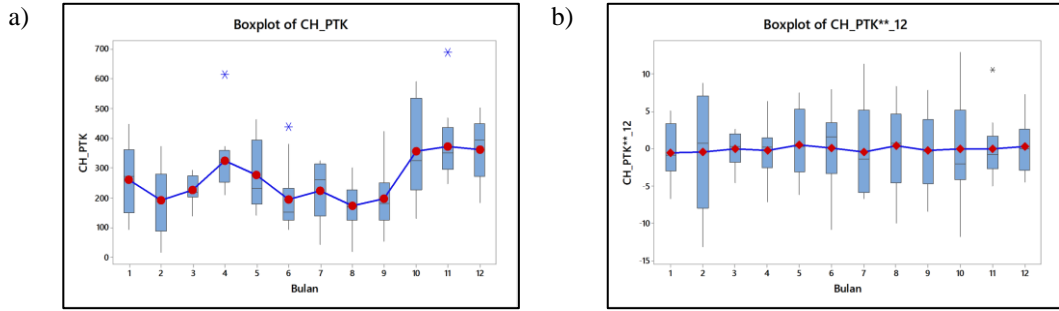 a)
Boxplot of CH_PTK
CH_PTK
700
600
500
400
300
200
100
0
1 2 3 4 5 6 7 8 9 10 11 12
Bulan
b)
Boxplot of CH_PTK**_12
CH_PTK**_12
10
5
0
-5
-10
-15
1 2 3 4 5 6 7 8 9 10 11 12
Bulan